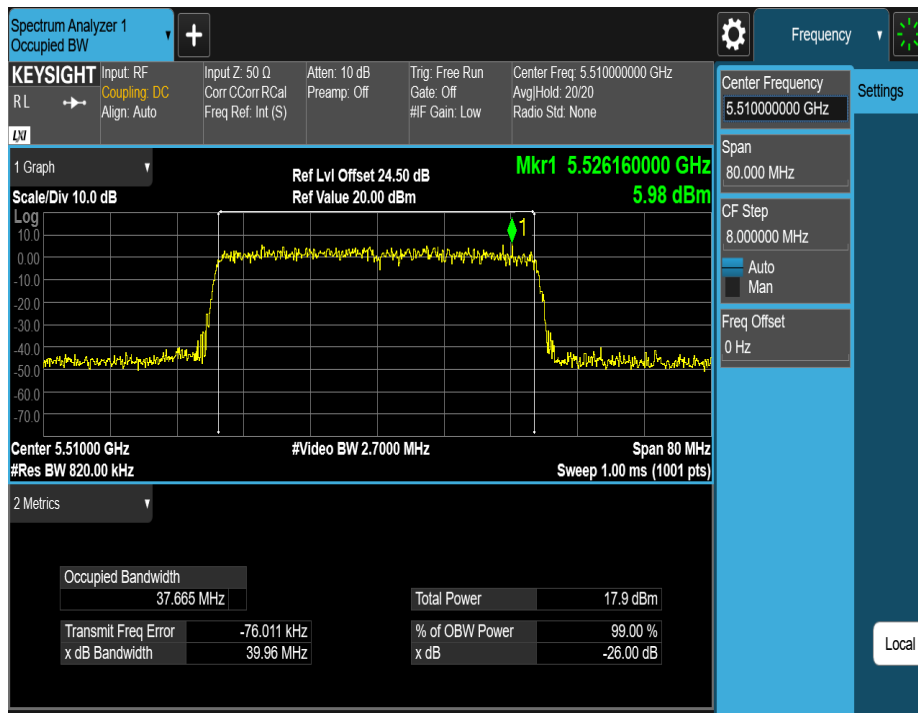 Spectrum Analyzer 1
Occupied BW
+
Frequency
KEYSIGHT
RL
LXI
Input: RF
Coupling: DC
Align: Auto
Input Z: 50 Ω
Corr CCorr RCal
Freq Ref: Int (S)
Atten: 10 dB
Preamp: Off
Trig: Free Run
Gate: Off
#IF Gain: Low
Center Freq: 5.510000000 GHz
Avg|Hold: 20/20
Radio Std: None
Center Frequency
5.510000000 GHz
Settings
Span
80.000 MHz
CF Step
8.000000 MHz
Auto
Man
Freq Offset
0 Hz
Local
1 Graph
Scale/Div 10.0 dB
Ref Lvl Offset 24.50 dB
Ref Value 20.00 dBm
Mkr1 5.526160000 GHz
5.98 dBm
Log
10.0
0.00
-10.0
-20.0
-30.0
-40.0
-50.0
-60.0
-70.0
1
Center 5.51000 GHz
#Res BW 820.00 kHz
#Video BW 2.7000 MHz
Span 80 MHz
Sweep 1.00 ms (1001 pts)
2 Metrics
Occupied Bandwidth
37.665 MHz
Total Power 17.9 dBm
Transmit Freq Error -76.011 kHz
% of OBW Power 99.00 %
x dB Bandwidth 39.96 MHz
x dB -26.00 dB